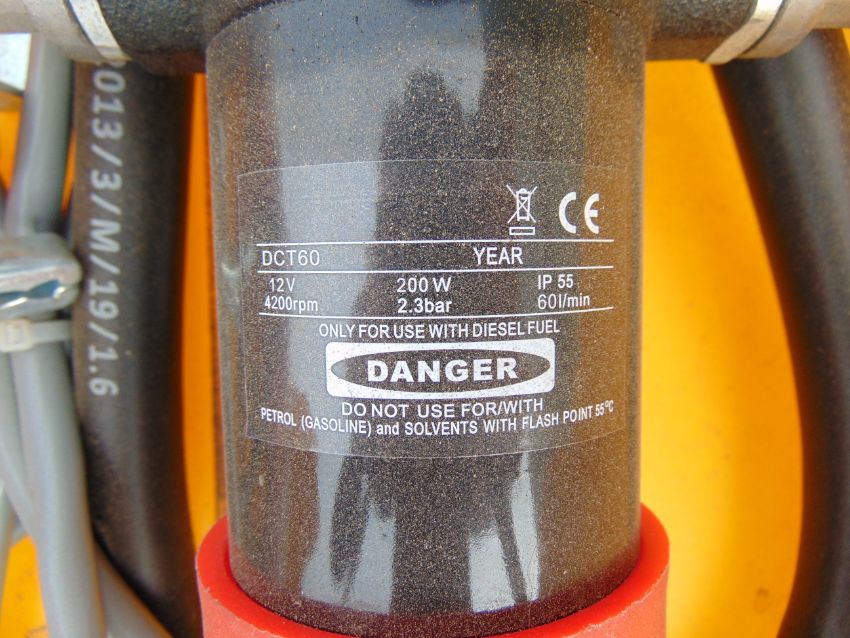 013/3/M/19/1.6
CE
DCT60 YEAR
12V 200W IP 55
4200rpm 2.3bar 60l/min
ONLY FOR USE WITH DIESEL FUEL
DANGER
DO NOT USE FOR/WITH
PETROL (GASOLINE) and SOLVENTS WITH FLASH POINT 55°C